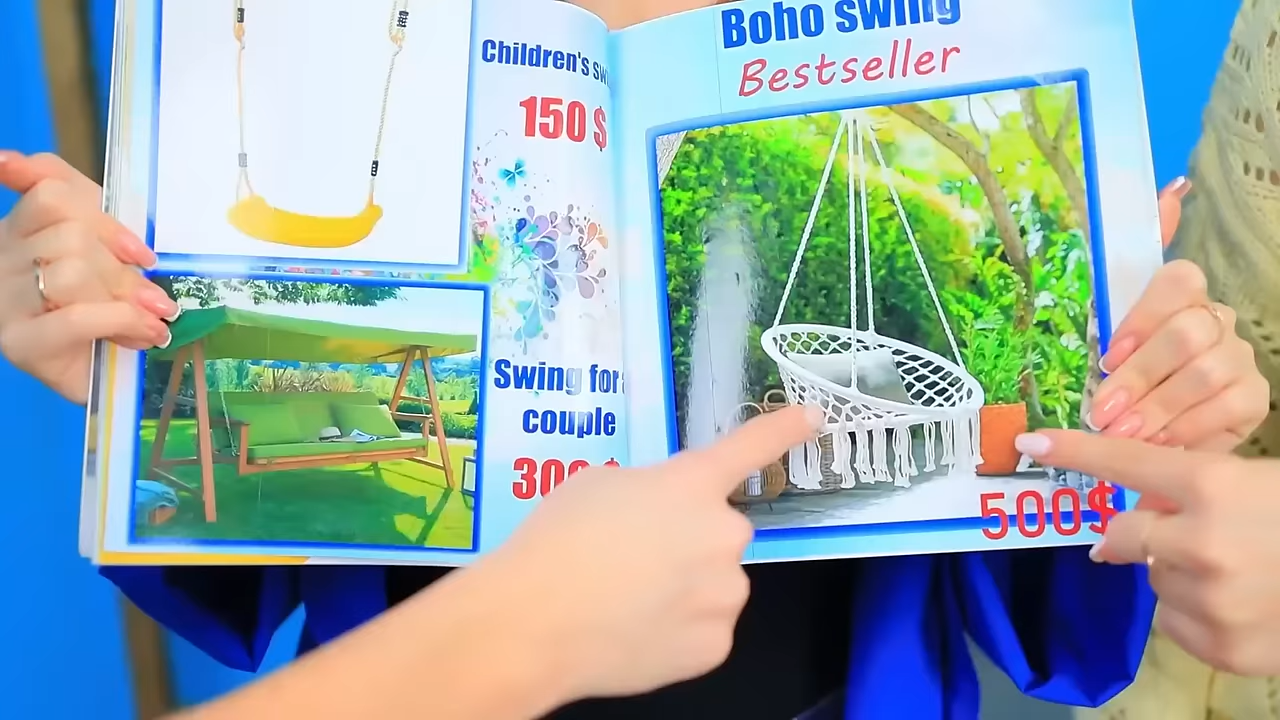 Children's
150 $
Swing for
couple
Boho swing
Bestseller
500$